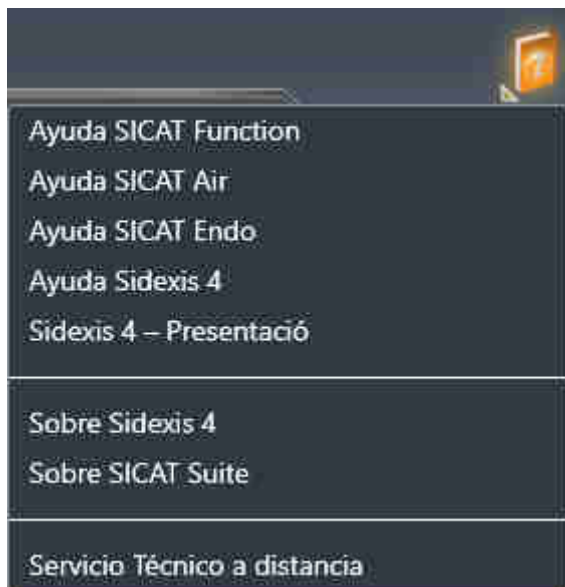 Ayuda SICAT Function
Ayuda SICAT Air
Ayuda SICAT Endo
Ayuda Sidexis 4
Sidexis 4 – Presentació
Sobre Sidexis 4
Sobre SICAT Suite
Servicio Técnico a distancia